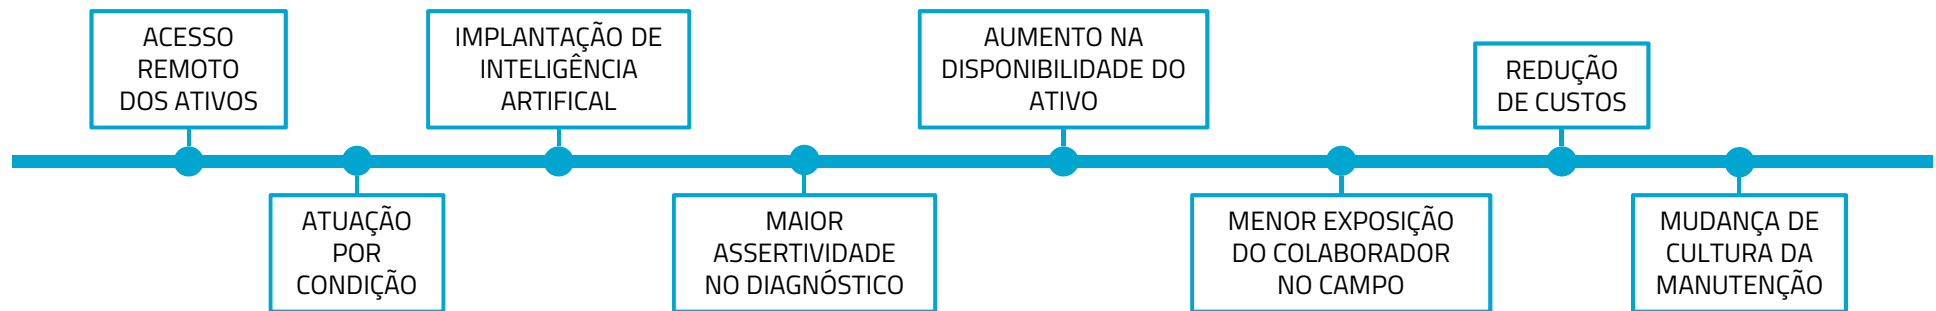 ACESSO
REMOTO
DOS ATIVOS
ATUAÇÃO
POR
CONDIÇÃO
IMPLANTAÇÃO DE
INTELIGÊNCIA
ARTIFICAL
MAIOR
ASSERTIVIDADE
NO DIAGNÓSTICO
AUMENTO NA
DISPONIBILIDADE DO
ATIVO
MENOR EXPOSIÇÃO
DO COLABORADOR
NO CAMPO
REDUÇÃO
DE CUSTOS
MUDANÇA DE
CULTURA DA
MANUTENÇÃO